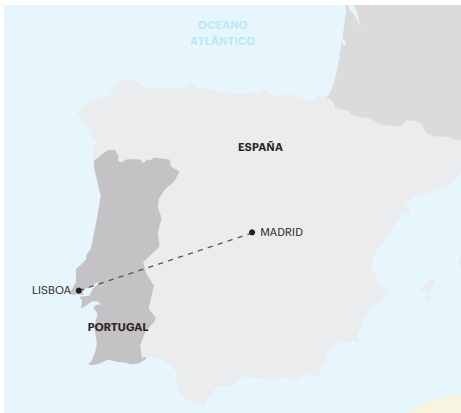 OCEANO
ATLÂNTICO
ESPAÑA
MADRID
LISBOA
PORTUGAL